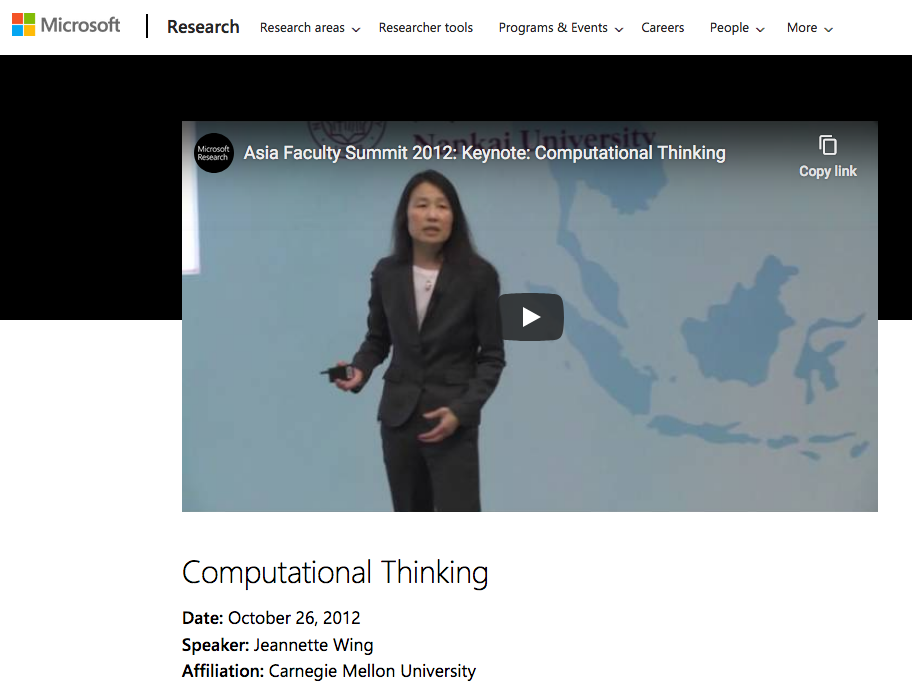 Microsoft
Research
Research areas
Researcher tools
Programs & Events
Careers
People
More
Nankai University
Microsoft
Research
Asia Faculty Summit 2012: Keynote: Computational Thinking
Copy link
Computational Thinking
Date: October 26, 2012
Speaker: Jeannette Wing
Affiliation: Carnegie Mellon University